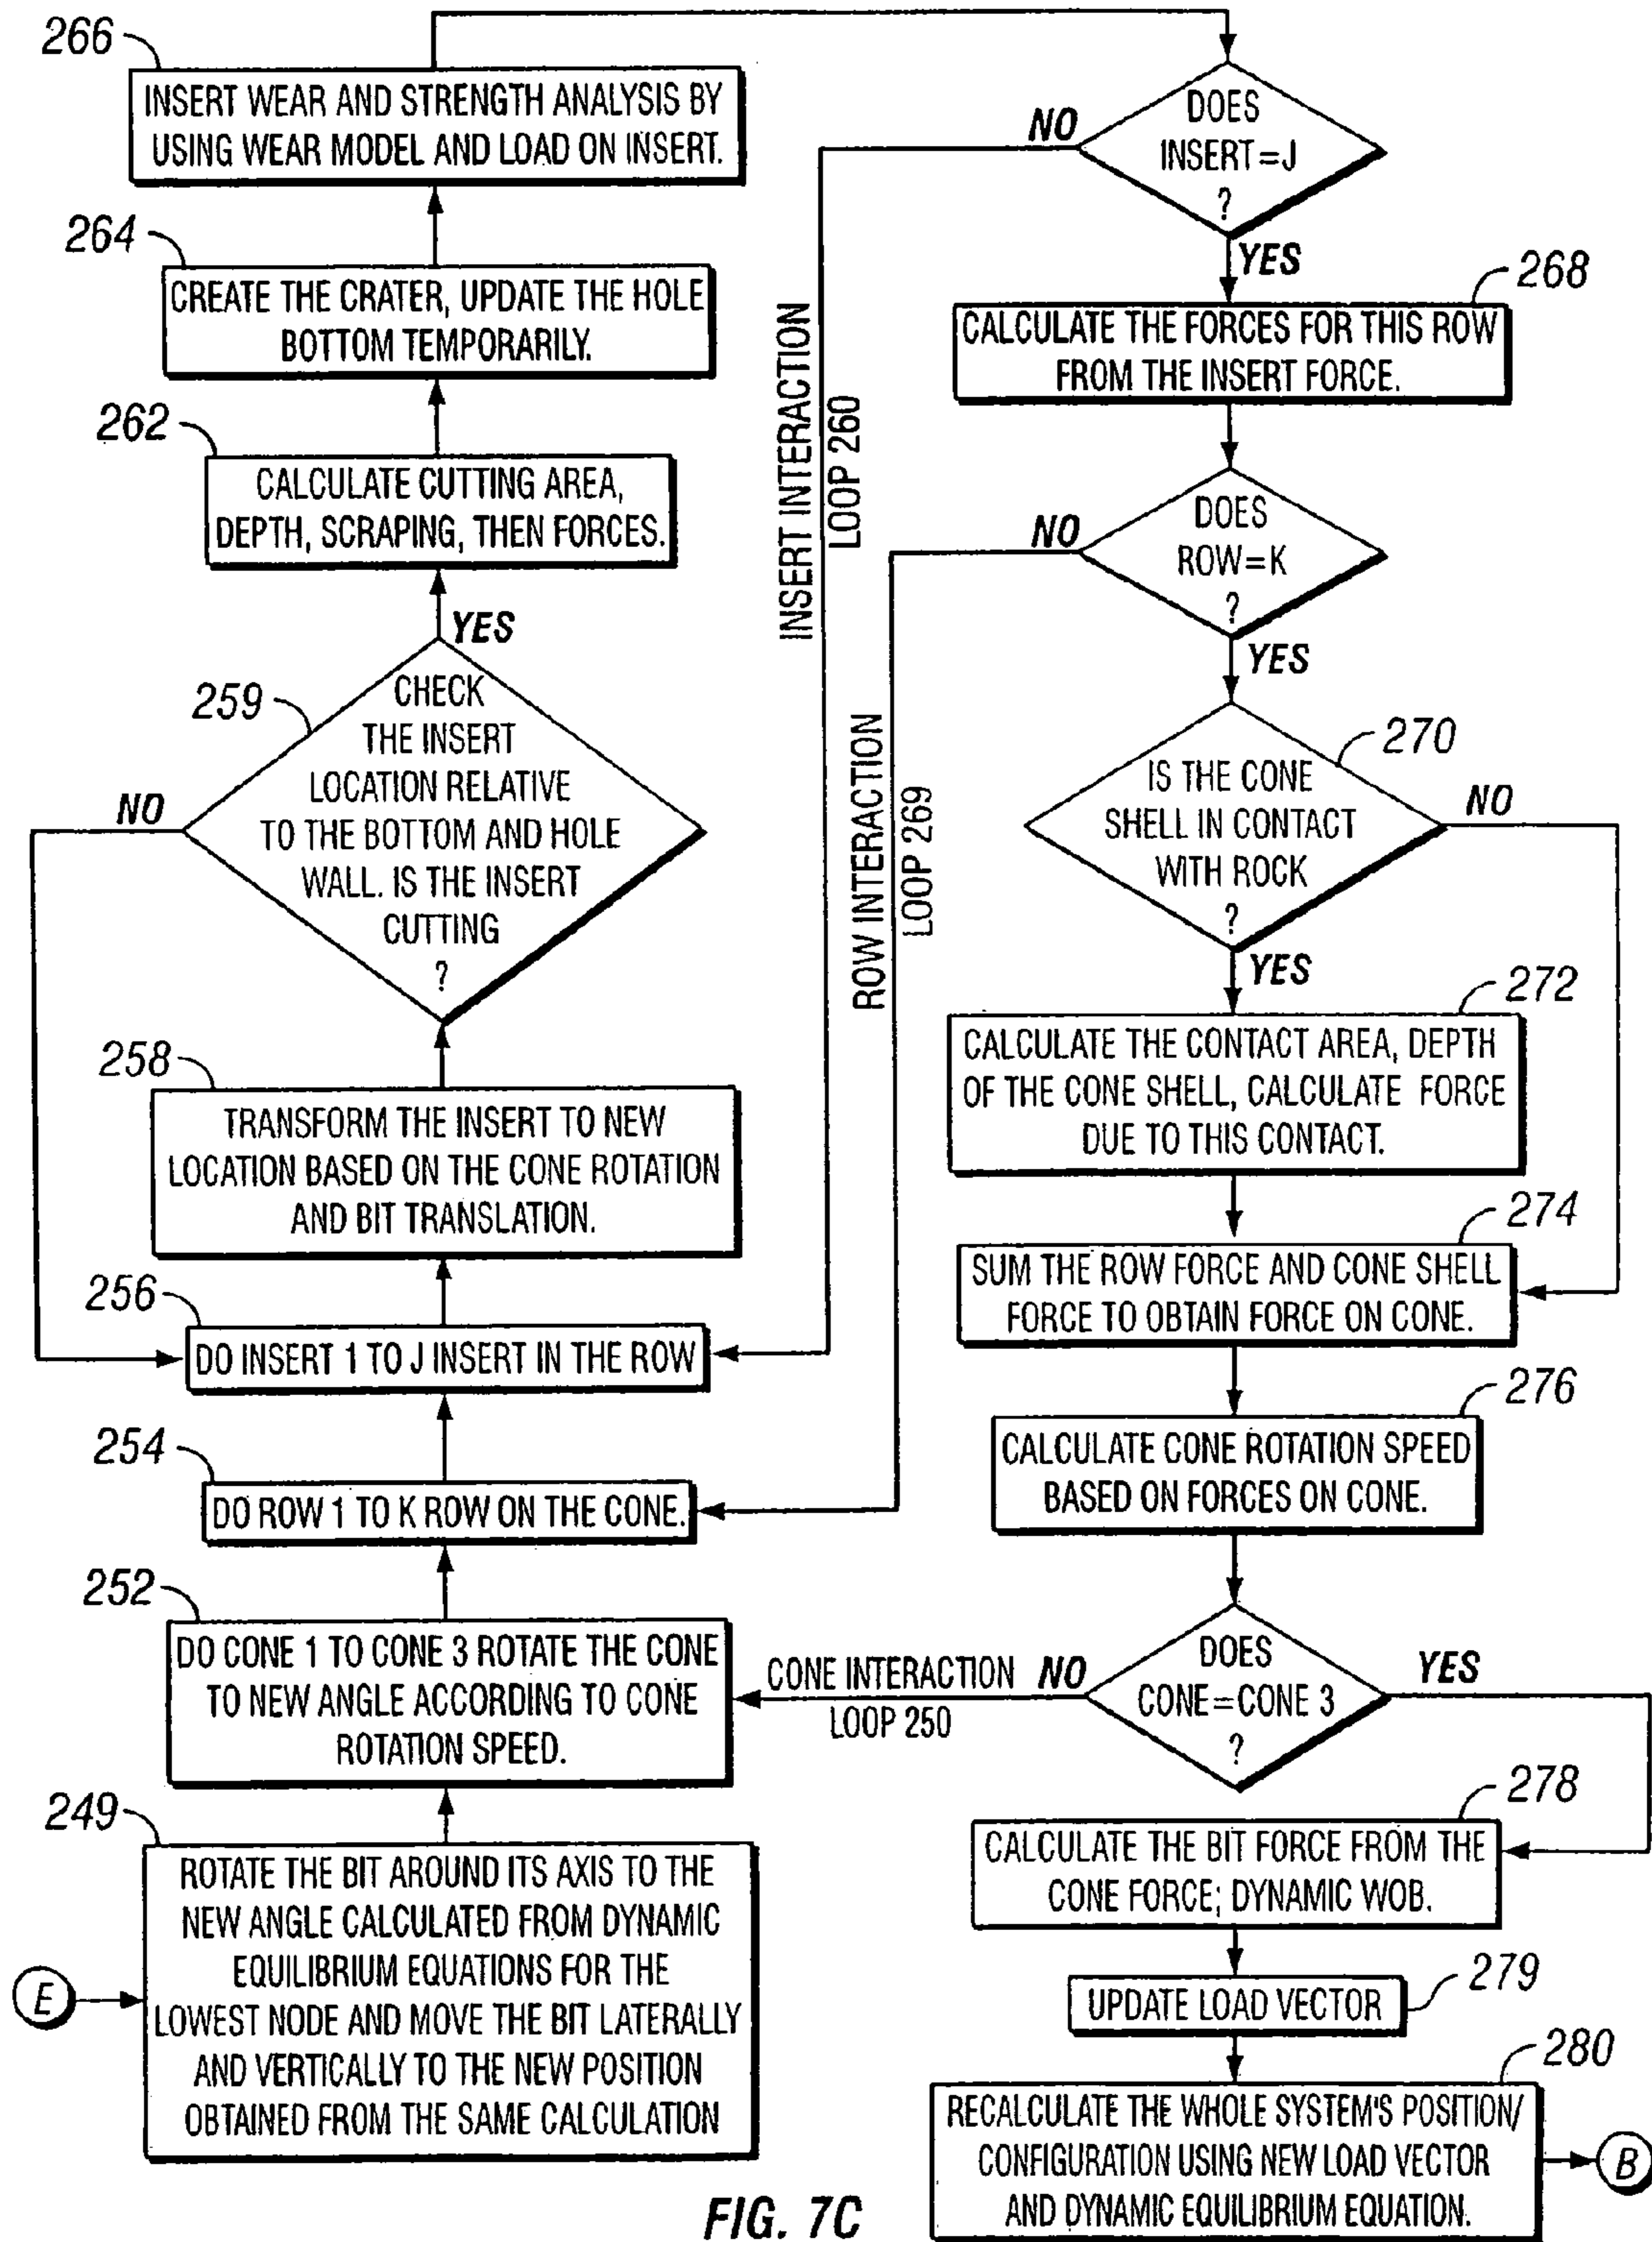 266
INSERT WEAR AND STRENGTH ANALYSIS BY
USING WEAR MODEL AND LOAD ON INSERT.
264
CREATE THE CRATER, UPDATE THE HOLE
BOTTOM TEMPORARILY.
262
CALCULATE CUTTING AREA,
DEPTH, SCRAPING, THEN FORCES.
YES
259
CHECK
THE INSERT
LOCATION RELATIVE
TO THE BOTTOM AND HOLE
WALL. IS THE INSERT
CUTTING
?
NO
258
TRANSFORM THE INSERT TO NEW
LOCATION BASED ON THE CONE ROTATION
AND BIT TRANSLATION.
256
DO INSERT 1 TO J INSERT IN THE ROW
254
DO ROW 1 TO K ROW ON THE CONE.
252
DO CONE 1 TO CONE 3 ROTATE THE CONE
TO NEW ANGLE ACCORDING TO CONE
ROTATION SPEED.
249
ROTATE THE BIT AROUND ITS AXIS TO THE
NEW ANGLE CALCULATED FROM DYNAMIC
EQUILIBRIUM EQUATIONS FOR THE
LOWEST NODE AND MOVE THE BIT LATERALLY
AND VERTICALLY TO THE NEW POSITION
OBTAINED FROM THE SAME CALCULATION
E
INSERT INTERACTION
LOOP 260
ROW INTERACTION
LOOP 269
DOES
INSERT=J
?
NO
YES
268
CALCULATE THE FORCES FOR THIS ROW
FROM THE INSERT FORCE.
DOES
ROW=K
?
NO
YES
270
IS THE CONE
SHELL IN CONTACT
WITH ROCK
?
NO
YES
272
CALCULATE THE CONTACT AREA, DEPTH
OF THE CONE SHELL, CALCULATE FORCE
DUE TO THIS CONTACT.
274
SUM THE ROW FORCE AND CONE SHELL
FORCE TO OBTAIN FORCE ON CONE.
276
CALCULATE CONE ROTATION SPEED
BASED ON FORCES ON CONE.
DOES
CONE=CONE 3
?
NO
YES
CONE INTERACTION
LOOP 250
278
CALCULATE THE BIT FORCE FROM THE
CONE FORCE; DYNAMIC WOB.
279
UPDATE LOAD VECTOR
280
RECALCULATE THE WHOLE SYSTEM'S POSITION/
CONFIGURATION USING NEW LOAD VECTOR
AND DYNAMIC EQUILIBRIUM EQUATION.
B
FIG. 7C